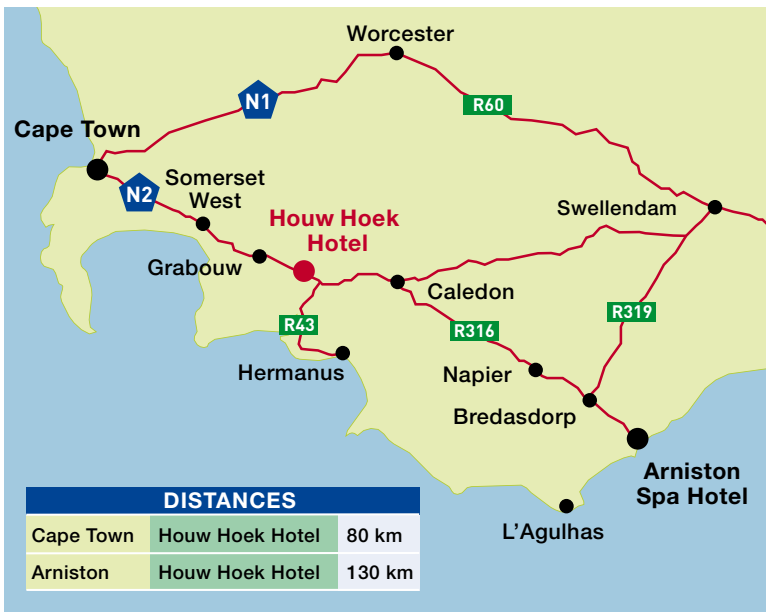 Worcester
N1
R60
Cape Town
N2
Somerset
West
Swellendam
Houw Hoek
Hotel
Grabouw
Caledon
R43
R316
R319
Hermanus
Napier
Bredasdorp
Arniston
Spa Hotel
L'Agulhas
DISTANCES
Cape Town Houw Hoek Hotel 80 km
Arniston Houw Hoek Hotel 130 km